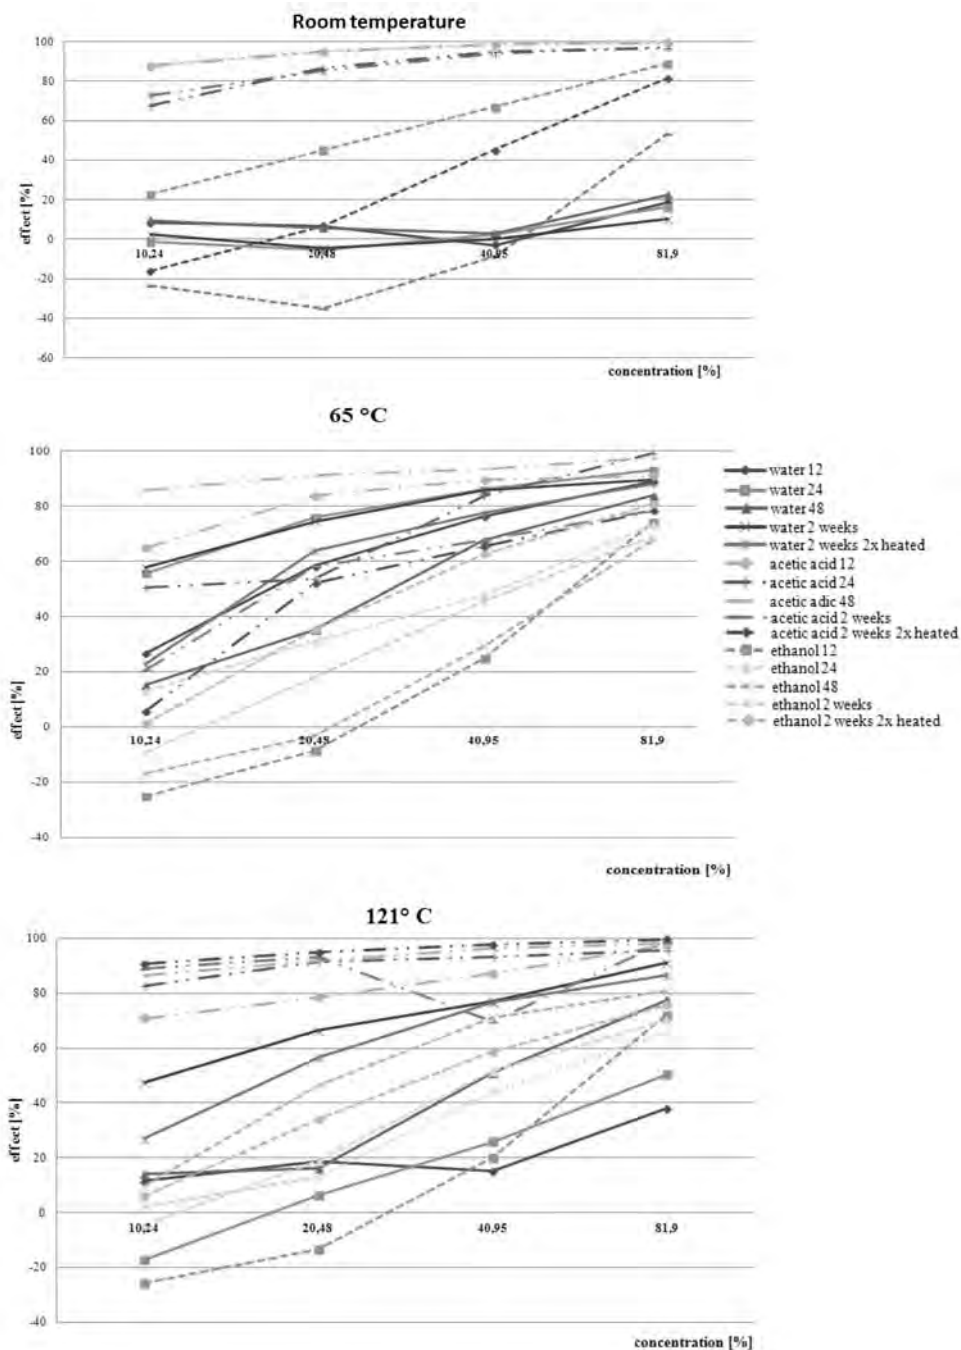 Room temperature
100
80
60
40
20
0
-20
-40
-60
effect [%]
10,24 20,48 40,95 81,9
concentration [%]
65 °C
100
80
60
40
20
0
-20
-40
effect [%]
10,24 20,48 40,95 81,9
concentration [%]
water 12
water 24
water 48
water 2 weeks
water 2 weeks 2x heated
acetic acid 12
acetic acid 24
acetic adic 48
acetic acid 2 weeks
acetic acid 2 weeks 2x heated
ethanol 12
ethanol 24
ethanol 48
ethanol 2 weeks
ethanol 2 weeks 2x heated
121° C
100
80
60
40
20
0
-20
-40
effect [%]
10,24 20,48 40,95 81,9
concentration [%]